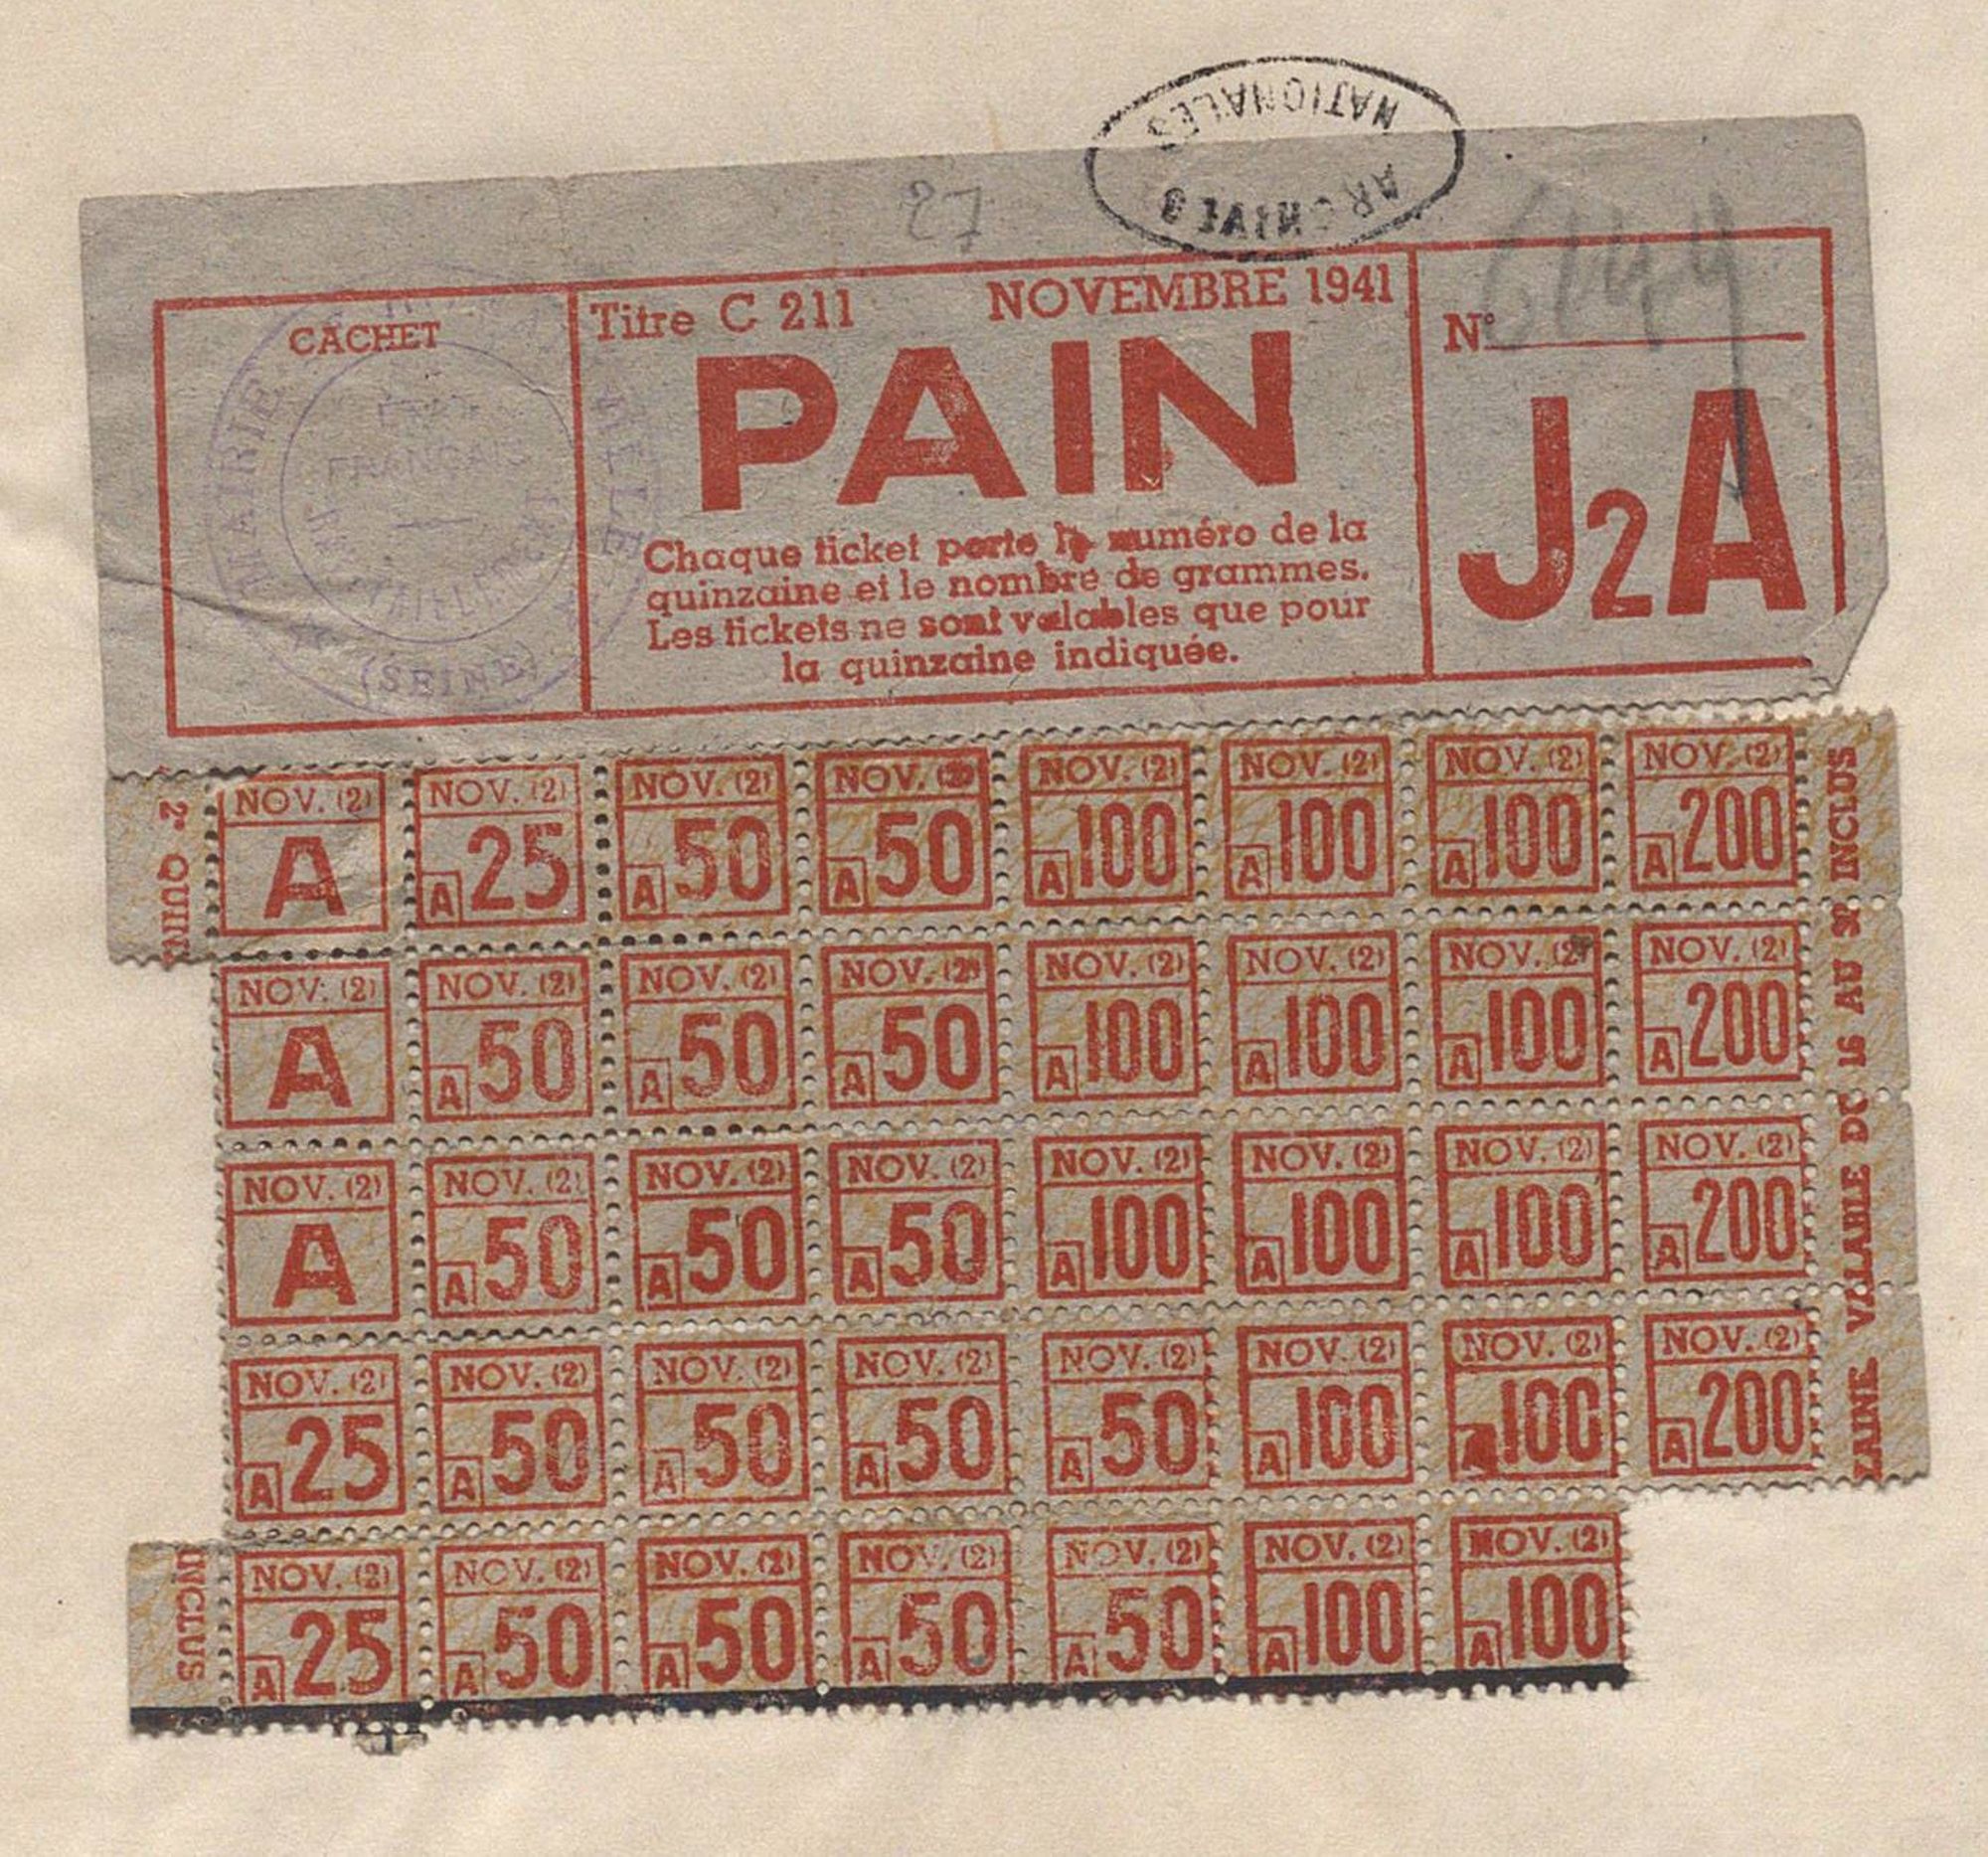 NATIONALES
ARCHIVES
27
CACHET
MAIRIE
FRANÇAIS
(SEINE)
Titre C 211 NOVEMBRE 1941
PAIN
Chaque ticket porte le numéro de la
quinzaine et le nombre de grammes.
Les tickets ne sont valables que pour
la quinzaine indiquée.
N°
J2A
2e QUIN
NOV. (2) NOV. (2) NOV. (2) NOV. (2) NOV. (2) NOV. (2) NOV. (2) NOV. (2)
A A 25 A 50 A 50 A 100 A 100 A 100 A 200
NOV. (2) NOV. (2) NOV. (2) NOV. (2) NOV. (2) NOV. (2) NOV. (2) NOV. (2)
A A 50 A 50 A 50 A 100 A 100 A 100 A 200
NOV. (2) NOV. (2) NOV. (2) NOV. (2) NOV. (2) NOV. (2) NOV. (2) NOV. (2)
A A 50 A 50 A 50 A 100 A 100 A 100 A 200
NOV. (2) NOV. (2) NOV. (2) NOV. (2) NOV. (2) NOV. (2) NOV. (2) NOV. (2)
A 25 A 50 A 50 A 50 A 50 A 100 A 100 A 200
NOV. (2) NOV. (2) NOV. (2) NOV. (2) NOV. (2) NOV. (2) NOV. (2)
A 25 A 50 A 50 A 50 A 50 A 100 A 100
INCLUS
ZAINE VALABLE DU 16 AU 30 INCLUS